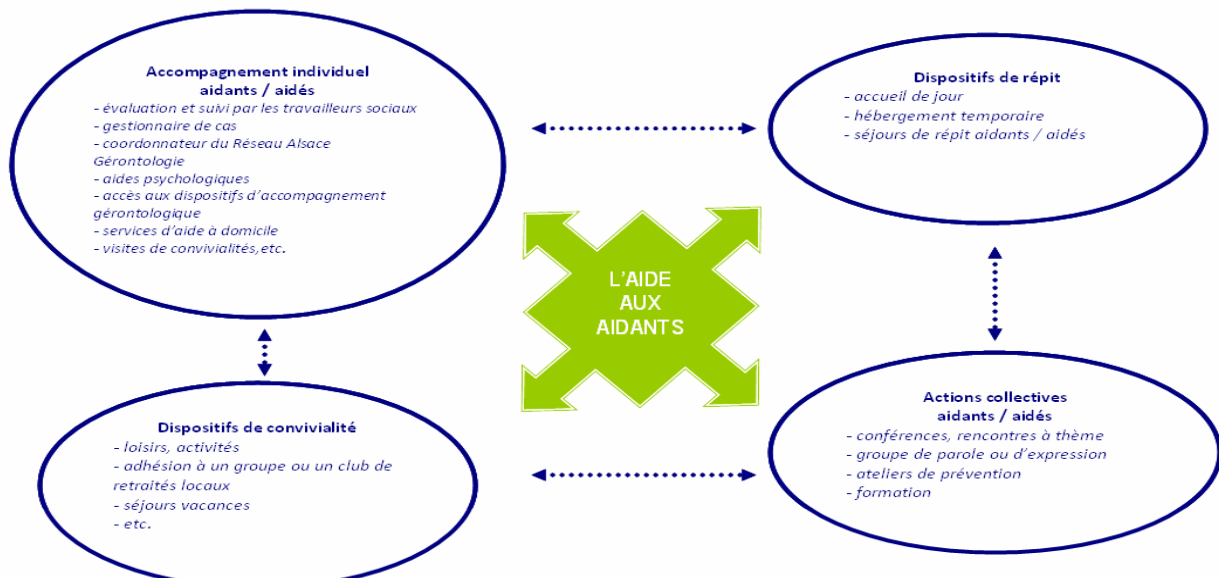 Accompagnement individuel
aidants / aidés
- évaluation et suivi par les travailleurs sociaux
- gestionnaire de cas
- coordonnateur du Réseau Alsace
Gérontologie
- aides psychologiques
- accès aux dispositifs d'accompagnement
gérontologique
- services d'aide à domicile
- visites de convivialités,etc.
Dispositifs de répit
- accueil de jour
- hébergement temporaire
- séjours de répit aidants / aidés
L'AIDE
AUX
AIDANTS
Dispositifs de convivialité
- loisirs, activités
- adhésion à un groupe ou un club de
retraités locaux
- séjours vacances
- etc.
Actions collectives
aidants / aidés
- conférences, rencontres à thème
- groupe de parole ou d'expression
- ateliers de prévention
- formation